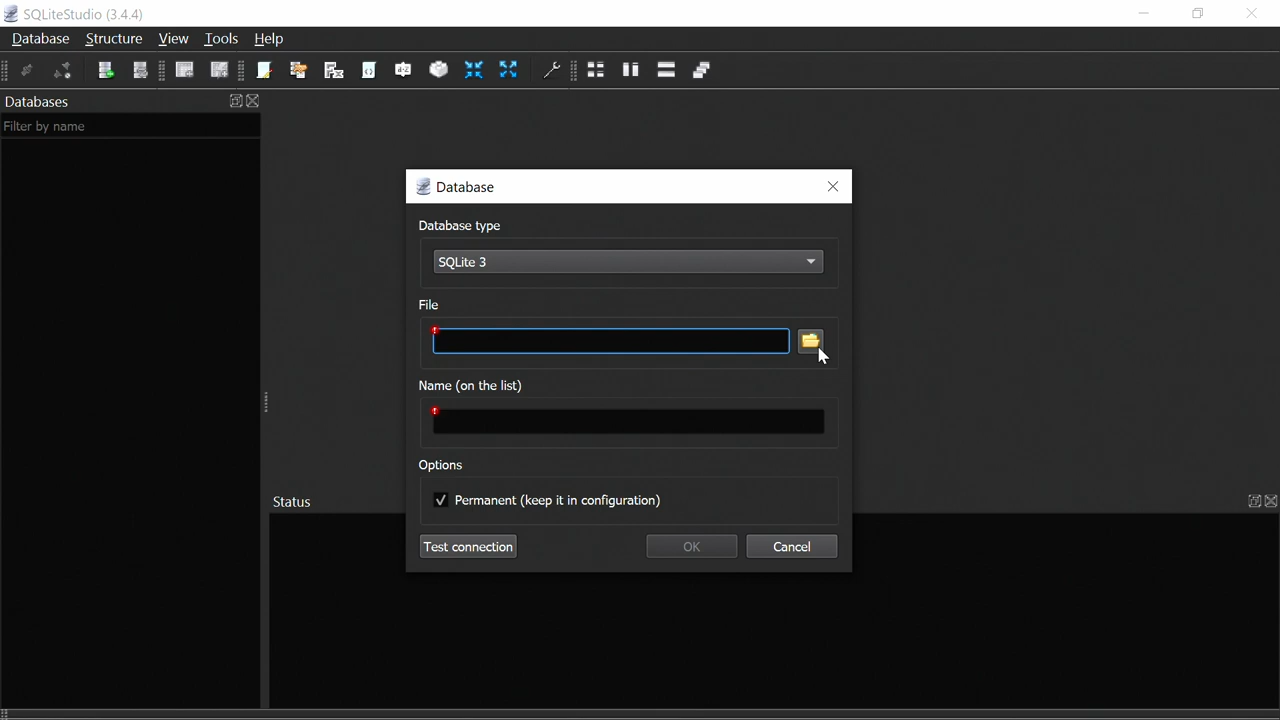 SQLiteStudio (3.4.4)
Database Structure View Tools Help
Databases
Filter by name
Database
Database type
SQLite 3
File
Name (on the list)
Options
Permanent (keep it in configuration)
Test connection OK Cancel
Status